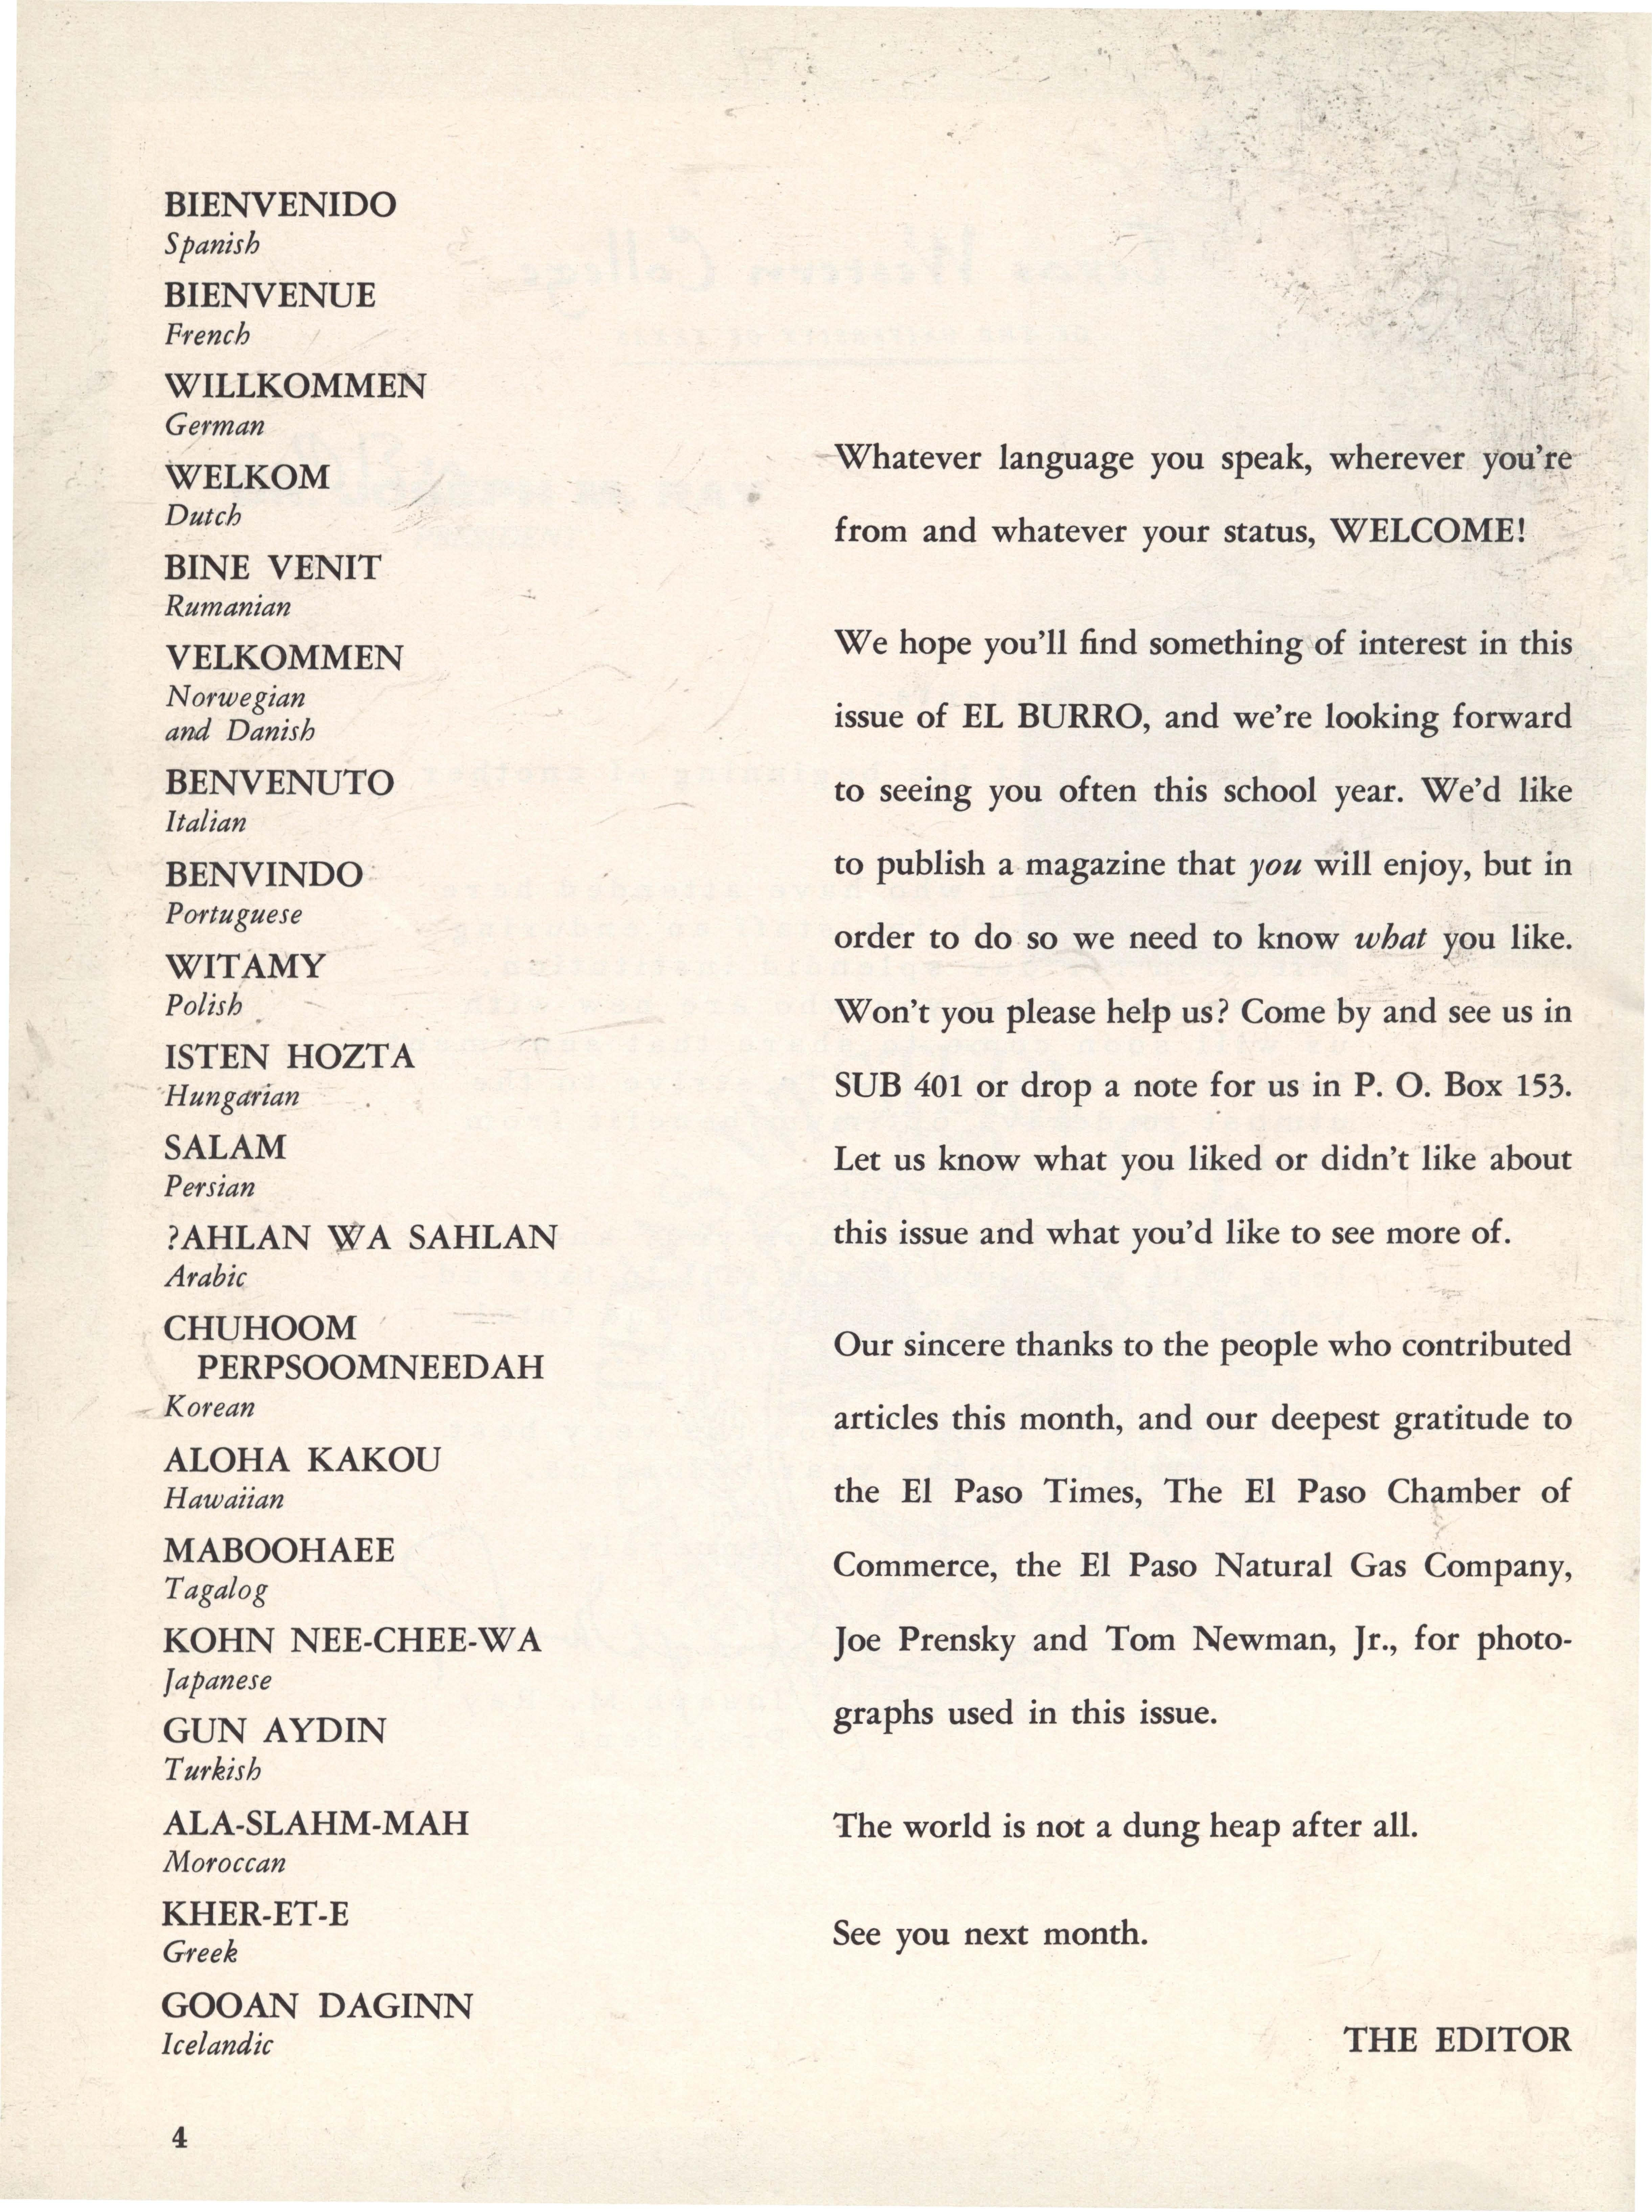 BIENVENIDO
Spanish
BIENVENUE
French
WILLKOMMEN
German
WELKOM
Dutch
BINE VENIT
Rumanian
VELKOMMEN
Norwegian
and Danish
BENVENUTO
Italian
BENVINDO
Portuguese
WITAMY
Polish
ISTEN HOZTA
Hungarian
SALAM
Persian
?AHLAN WA SAHLAN
Arabic
CHUHOOM
PERPSOOMNEEDAH
Korean
ALOHA KAKOU
Hawaiian
MABOOHAEE
Tagalog
KOHN NEE-CHEE-WA
Japanese
GUN AYDIN
Turkish
ALA-SLAHM-MAH
Moroccan
KHER-ET-E
Greek
GOOAN DAGINN
Icelandic
Whatever language you speak, wherever you're
from and whatever your status, WELCOME!
We hope you'll find something of interest in this
issue of EL BURRO, and we're looking forward
to seeing you often this school year. We'd like
to publish a magazine that you will enjoy, but in
order to do so we need to know what you like.
Won't you please help us? Come by and see us in
SUB 401 or drop a note for us in P. O. Box 153.
Let us know what you liked or didn't like about
this issue and what you'd like to see more of.
Our sincere thanks to the people who contributed
articles this month, and our deepest gratitude to
the El Paso Times, The El Paso Chamber of
Commerce, the El Paso Natural Gas Company,
Joe Prensky and Tom Newman, Jr., for photo-
graphs used in this issue.
The world is not a dung heap after all.
See you next month.
THE EDITOR
4